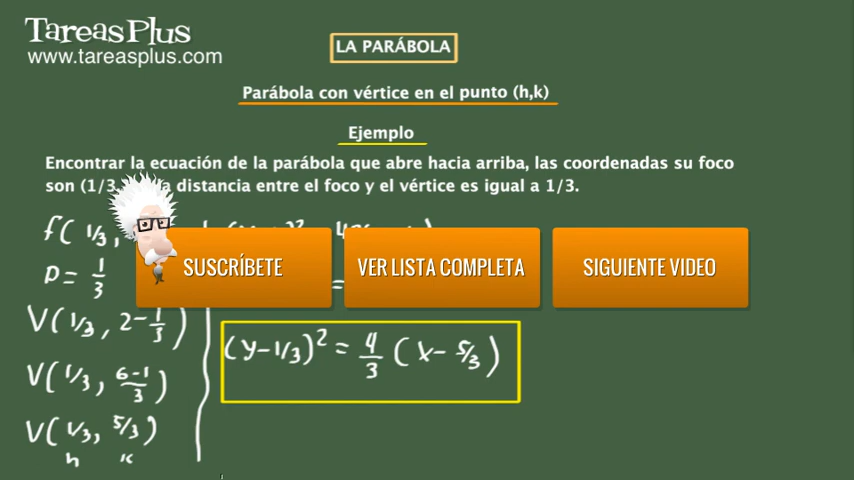 TareasPlus
www.tareasplus.com
LA PARÁBOLA
Parábola con vértice en el punto (h,k)
Ejemplo
Encontrar la ecuación de la parábola que abre hacia arriba, las coordenadas su foco
son (1/3, distancia entre el foco y el vértice es igual a 1/3.
f( 1/3,
P = 1/3
SUSCRÍBETE
VER LISTA COMPLETA
SIGUIENTE VIDEO
V( 1/3, 2 - 1/3 )
(y - 1/3)² = 4/3 ( x - 5/3 )
V( 1/3, 6-1/3 )
V( 1/3, 5/3 )
h k